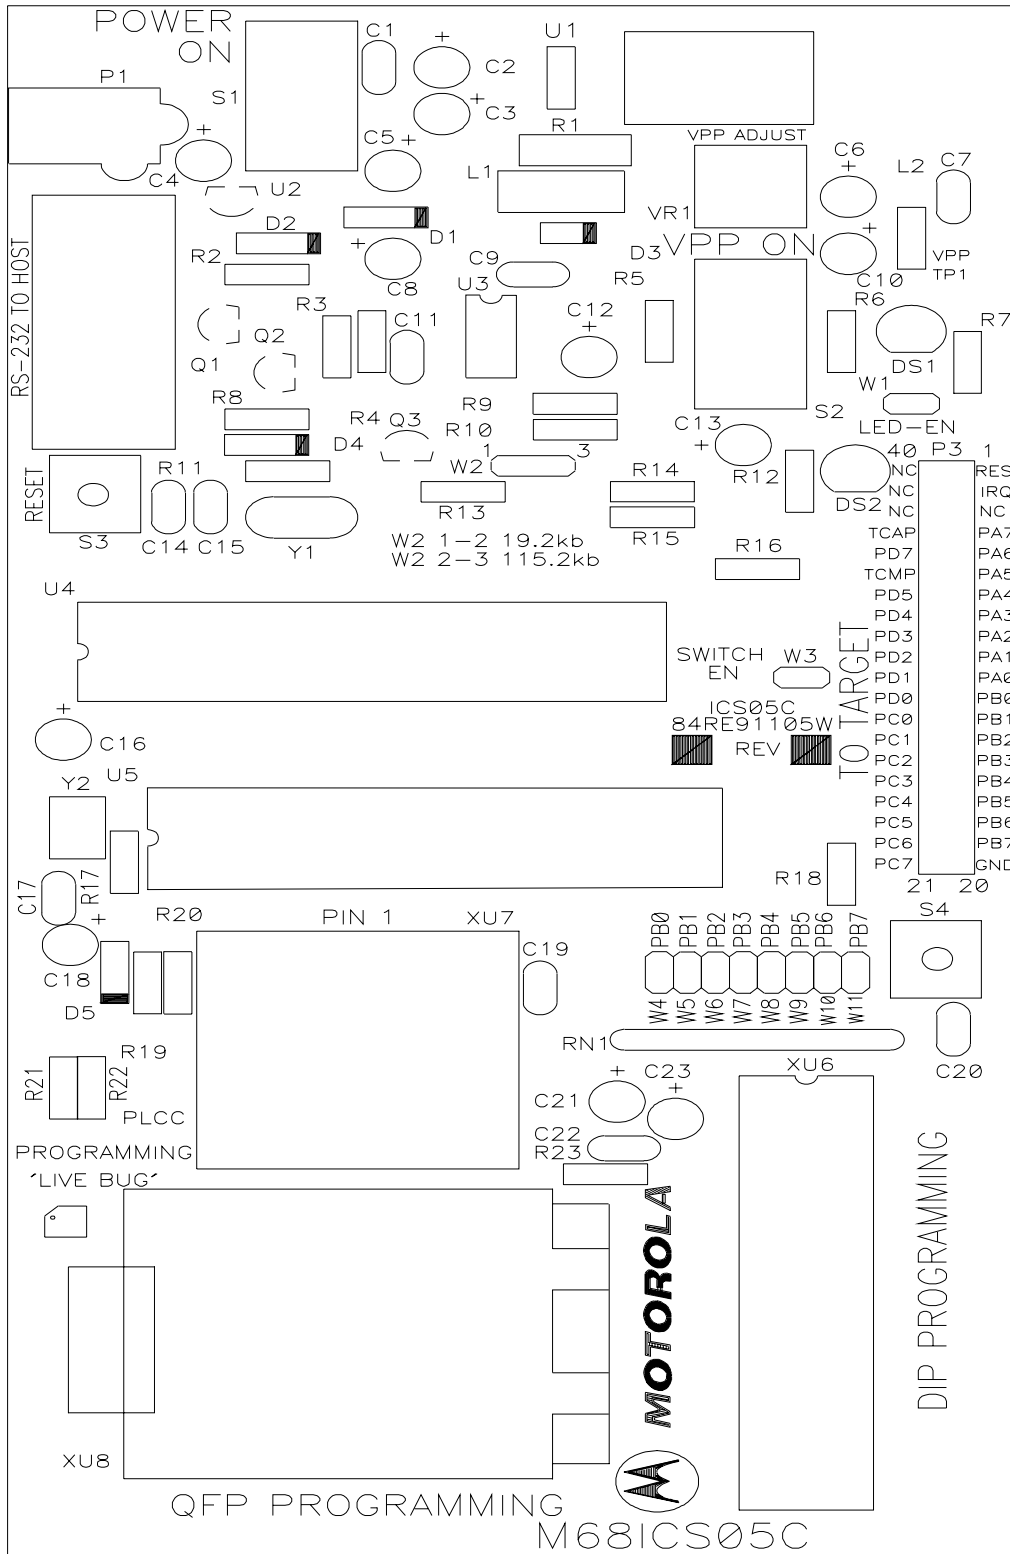 POWER
ON
C1
U1
C2
P1
S1
C3
R1
VPP ADJUST
C5
C6
C7
L2
L1
C4
U2
VR1
D2
D1
VPP ON
D3
VPP
TP1
R2
C9
C10
RS-232 TO HOST
C8
U3
R5
R6
R7
R3
C11
C12
Q2
Q1
DS1
W1
R8
R9
S2
R4
Q3
R10
C13
LED-EN
D4
1
3
W2
40
P3
1
R11
R14
R12
RESET
R13
DS2
S3
C14
C15
Y1
R15
W2 1-2 19.2kb
W2 2-3 115.2kb
R16
NC RES
NC IRQ
NC NC
TCAP PA7
PD7 PA6
TCMP PA5
PD5 PA4
PD4 PA3
PD3 PA2
PD2 PA1
PD1 PA0
PD0 PB0
PC0 PB1
PC1 PB2
PC2 PB3
PC3 PB4
PC4 PB5
PC5 PB6
PC6 PB7
PC7 GND
21 20
TO TARGET
U4
SWITCH
EN
W3
ICS05C
84RE91105W
REV
C16
U5
Y2
R18
C17
R17
R20
PIN 1
XU7
S4
C18
C19
PB0 PB1 PB2 PB3 PB4 PB5 PB6 PB7
W4 W5 W6 W7 W8 W9 W10 W11
D5
RN1
R19
R21
R22
XU6
C20
C23
C21
PLCC
PROGRAMMING
'LIVE BUG'
C22
R23
DIP PROGRAMMING
MOTOROLA
XU8
QFP PROGRAMMING
M68ICS05C